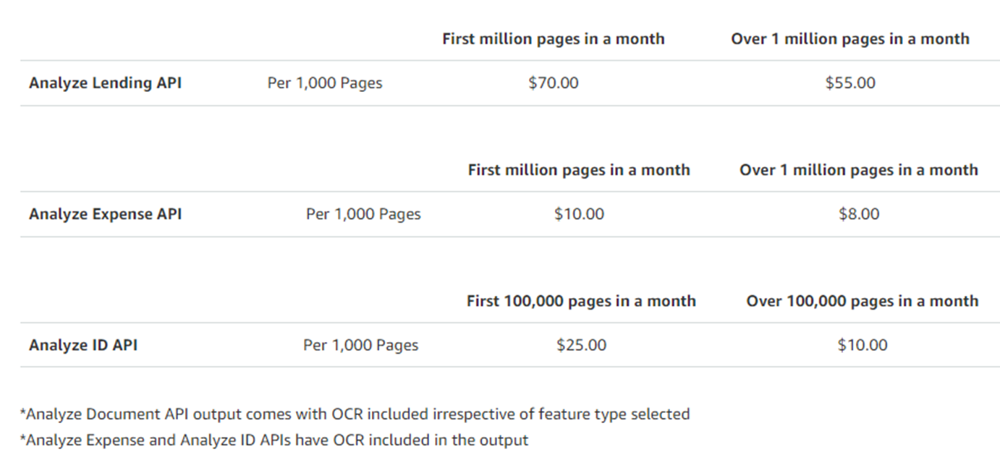 First million pages in a month Over 1 million pages in a month
Analyze Lending API Per 1,000 Pages $70.00 $55.00
First million pages in a month Over 1 million pages in a month
Analyze Expense API Per 1,000 Pages $10.00 $8.00
First 100,000 pages in a month Over 100,000 pages in a month
Analyze ID API Per 1,000 Pages $25.00 $10.00
*Analyze Document API output comes with OCR included irrespective of feature type selected
*Analyze Expense and Analyze ID APIs have OCR included in the output